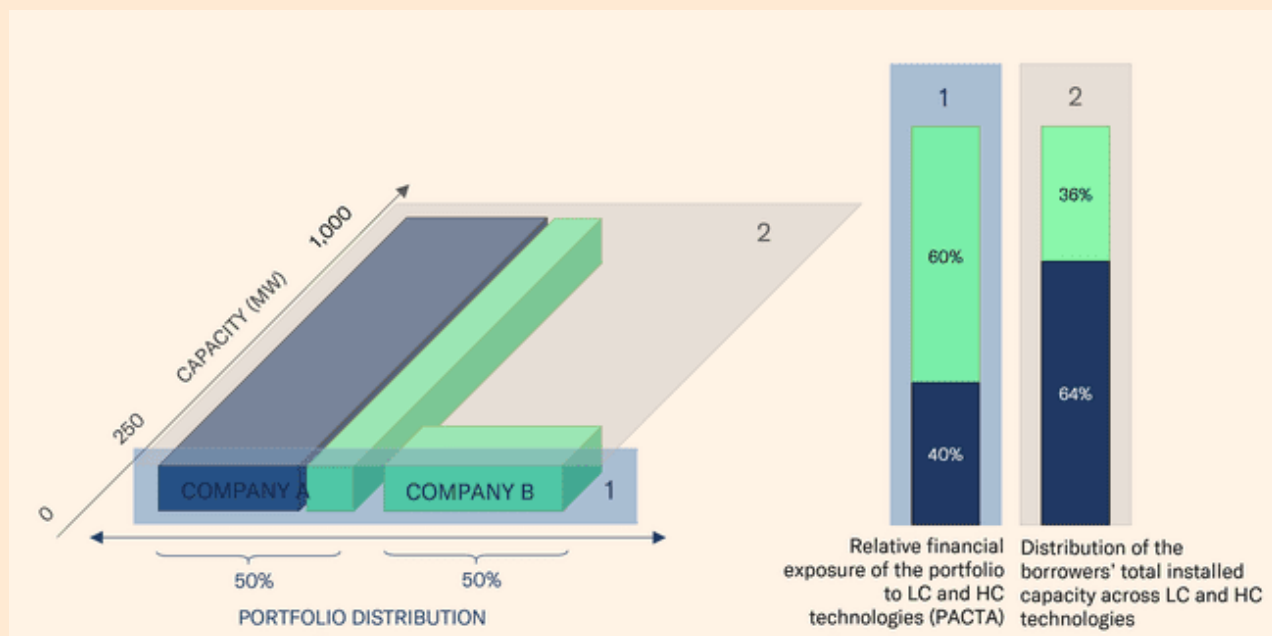 1,000
CAPACITY (MW)
250
0
2
COMPANY A
COMPANY B
1
50%
50%
PORTFOLIO DISTRIBUTION
1
60%
40%
Relative financial
exposure of the portfolio
to LC and HC
technologies (PACTA)
2
36%
64%
Distribution of the
borrowers' total installed
capacity across LC and HC
technologies